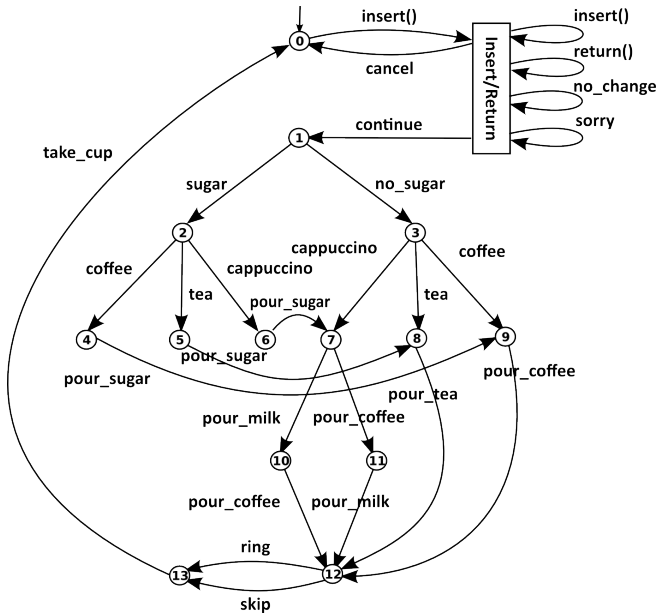 insert()
insert()
0
return()
cancel
Insert/Return
no_change
continue
sorry
1
take_cup
sugar
no_sugar
2
3
cappuccino
coffee
coffee
cappuccino
tea
tea
pour_sugar
4
5
6
7
8
9
pour_sugar
pour_sugar
pour_coffee
pour_tea
pour_milk
pour_coffee
10
11
pour_coffee
pour_milk
ring
13
12
skip